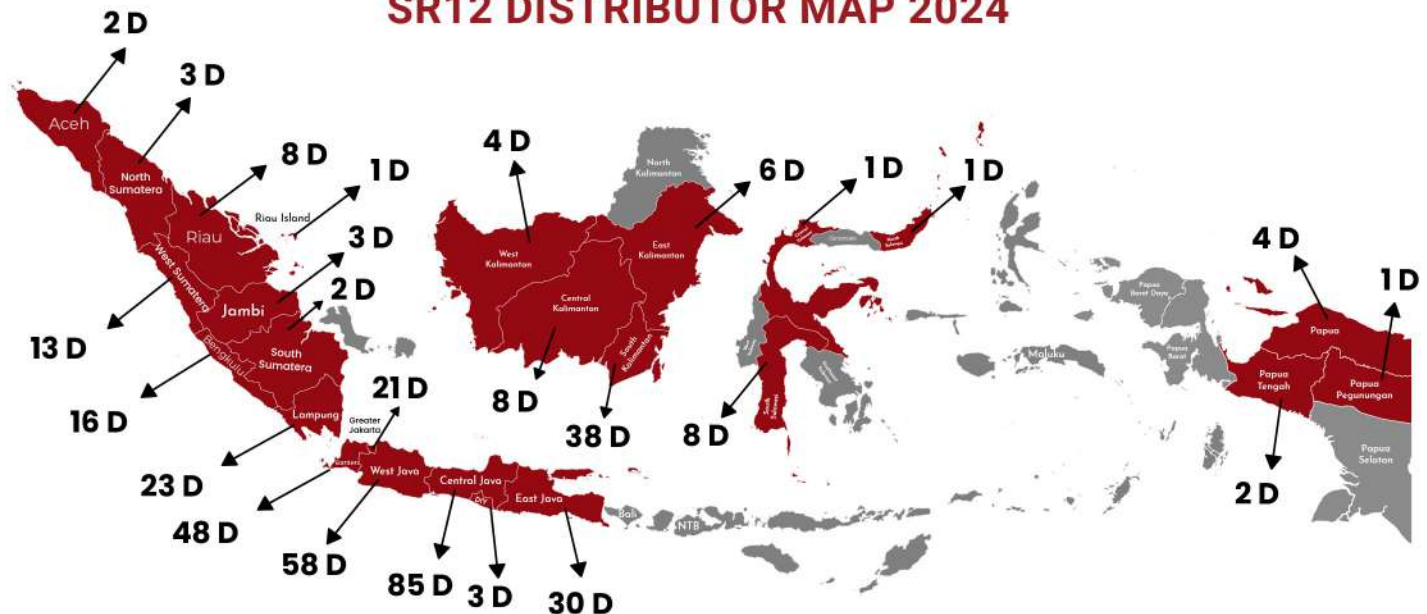 SR12 DISTRIBUTOR MAP 2024
2 D
3 D
8 D
1 D
3 D
2 D
13 D
16 D
23 D
48 D
21 D
58 D
85 D
3 D
30 D
4 D
6 D
8 D
38 D
1 D
1 D
8 D
4 D
1 D
2 D
Aceh
North
Sumatera
Riau
Riau Island
West Sumatera
Jambi
Bengkulu
South
Sumatera
Lampung
Greater
Jakarta
Banten
West Java
Central Java
DIY
East Java
Bali
NTB
North
Kalimantan
West
Kalimantan
Central
Kalimantan
East
Kalimantan
South
Kalimantan
Gorontalo
North
Sulawesi
South
Sulawesi
Maluku
Papua
Barat Daya
Papua
Barat
Papua
Papua
Tengah
Papua
Pegunungan
Papua
Selatan